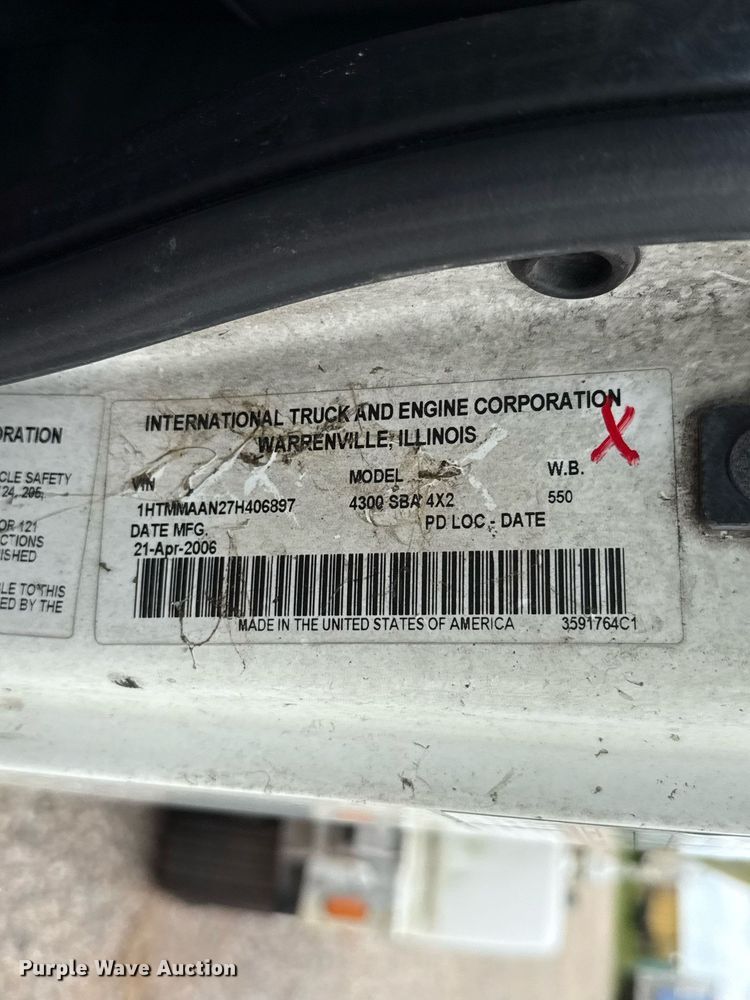 ORATION
CLE SAFETY
24, 206,
OR 121
CTIONS
ISHED
LE TO THIS
ED BY THE
INTERNATIONAL TRUCK AND ENGINE CORPORATION
WARRENVILLE, ILLINOIS
VIN MODEL W.B.
1HTMMAAN27H406897 4300 SBA 4X2 550
DATE MFG. PD LOC - DATE
21-Apr-2006
MADE IN THE UNITED STATES OF AMERICA 3591764C1
X
Purple Wave Auction